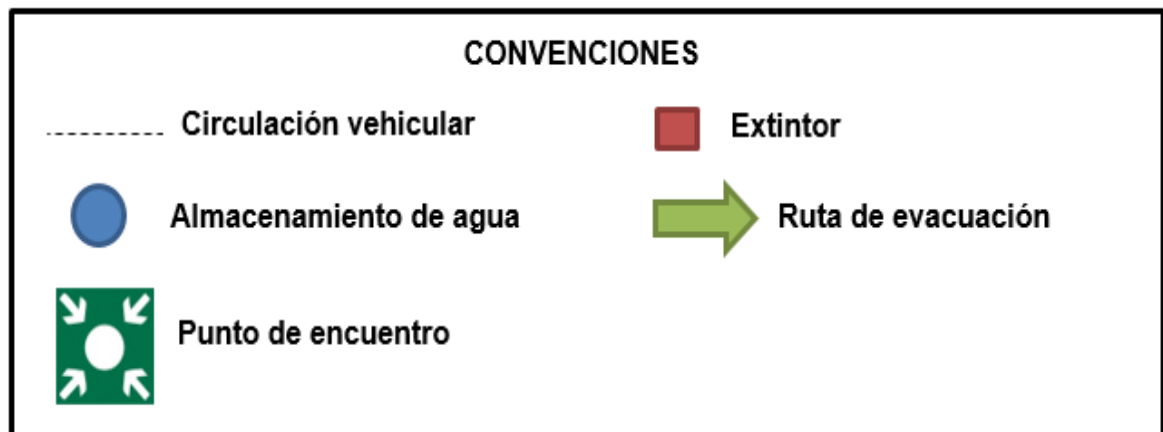 CONVENCIONES
Circulación vehicular
Extintor
Almacenamiento de agua
Ruta de evacuación
Punto de encuentro